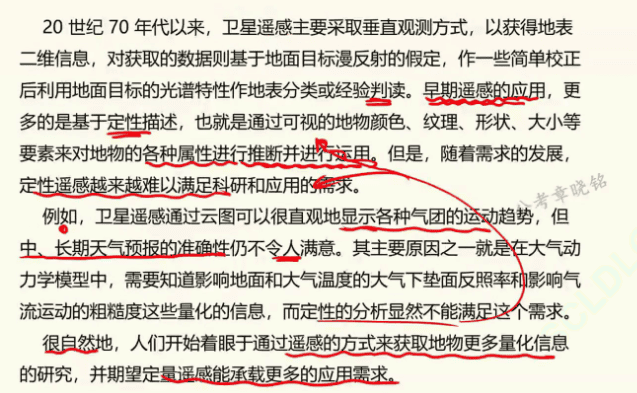 20 世纪 70 年代以来，卫星遥感主要采取垂直观测方式，以获得地表
二维信息，对获取的数据则基于地面目标漫反射的假定，作一些简单校正
后利用地面目标的光谱特性作地表分类或经验判读。早期遥感的应用，更
多的是基于定性描述，也就是通过可视的地物颜色、纹理、形状、大小等
要素来对地物的各种属性进行推断并进行运用。但是，随着需求的发展，
定性遥感越来越难以满足科研和应用的需求。
公考章晓铭
例如，卫星遥感通过云图可以很直观地显示各种气团的运动趋势，但
中、长期天气预报的准确性仍不令人满意。其主要原因之一就是在大气动
力学模型中，需要知道影响地面和大气温度的大气下垫面反照率和影响气
流运动的粗糙度这些量化的信息，而定性的分析显然不能满足这个需求。
很自然地，人们开始着眼于通过遥感的方式来获取地物更多量化信息
的研究，并期望定量遥感能承载更多的应用需求。